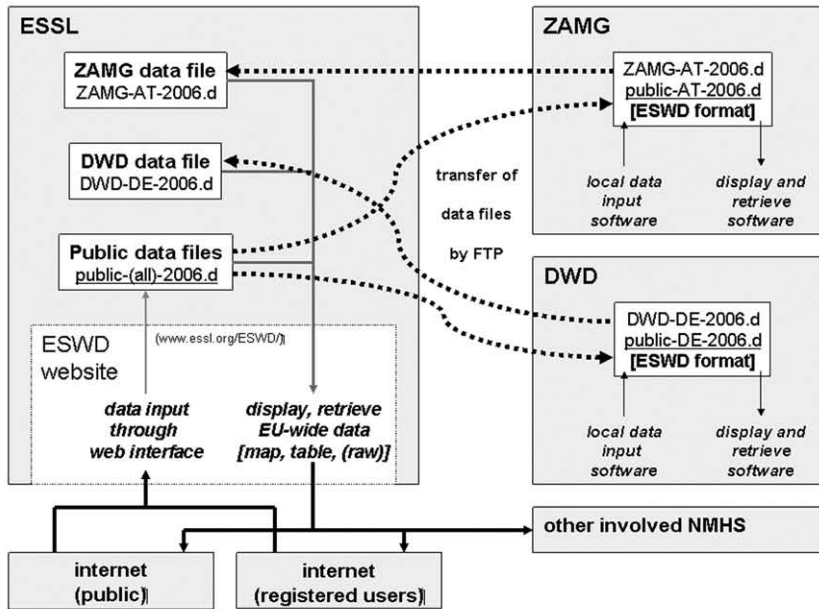 ESSL
ZAMG data file
ZAMG-AT-2006.d
DWD data file
DWD-DE-2006.d
Public data files
public-(all)-2006.d
(www.essl.org/ESWD/)
ESWD
website
data input
through
web interface
display, retrieve
EU-wide data
[map, table, (raw)]
transfer of
data files
by FTP
ZAMG
ZAMG-AT-2006.d
public-AT-2006.d
[ESWD format]
local data
input
software
display and
retrieve software
DWD
DWD-DE-2006.d
public-DE-2006.d
[ESWD format]
local data
input
software
display and
retrieve software
other involved NMHS
internet
(public)
internet
(registered users)